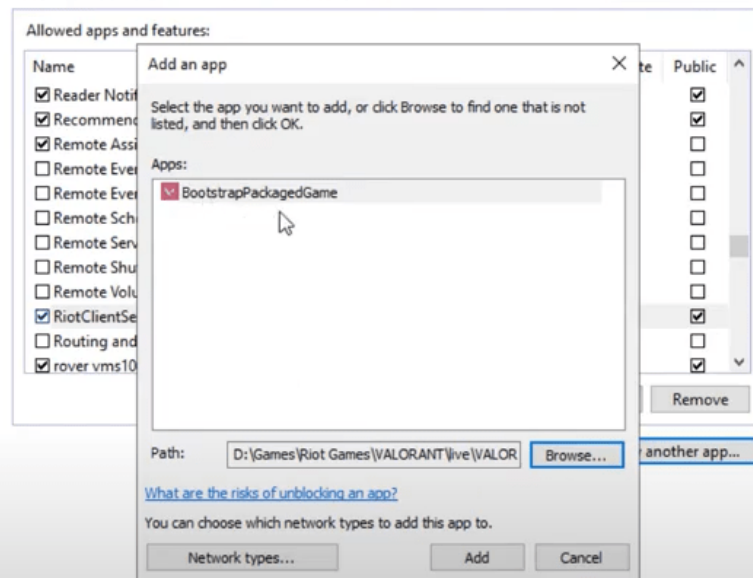 Allowed apps and features:
Name
te Public
Reader Notif
Recommend
Remote Assi
Remote Ever
Remote Ever
Remote Sch
Remote Serv
Remote Shu
Remote Volu
RiotClientSe
Routing and
rover vms10
Add an app
Select the app you want to add, or click Browse to find one that is not
listed, and then click OK.
Apps:
BootstrapPackagedGame
Path:
D:\Games\Riot Games\VALORANT\live\VALOR
Browse...
What are the risks of unblocking an app?
You can choose which network types to add this app to.
Network types...
Add
Cancel
Remove
another app...